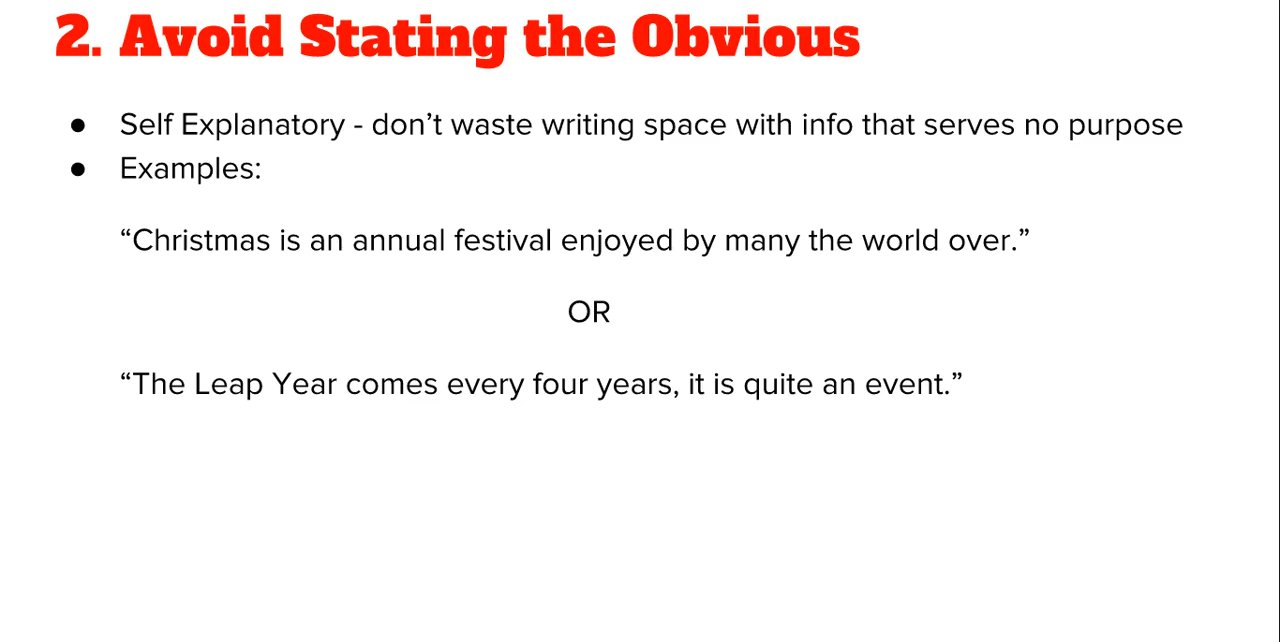 2. Avoid Stating the Obvious
● Self Explanatory - don’t waste writing space with info that serves no purpose
● Examples:
“Christmas is an annual festival enjoyed by many the world over.”
OR
“The Leap Year comes every four years, it is quite an event.”